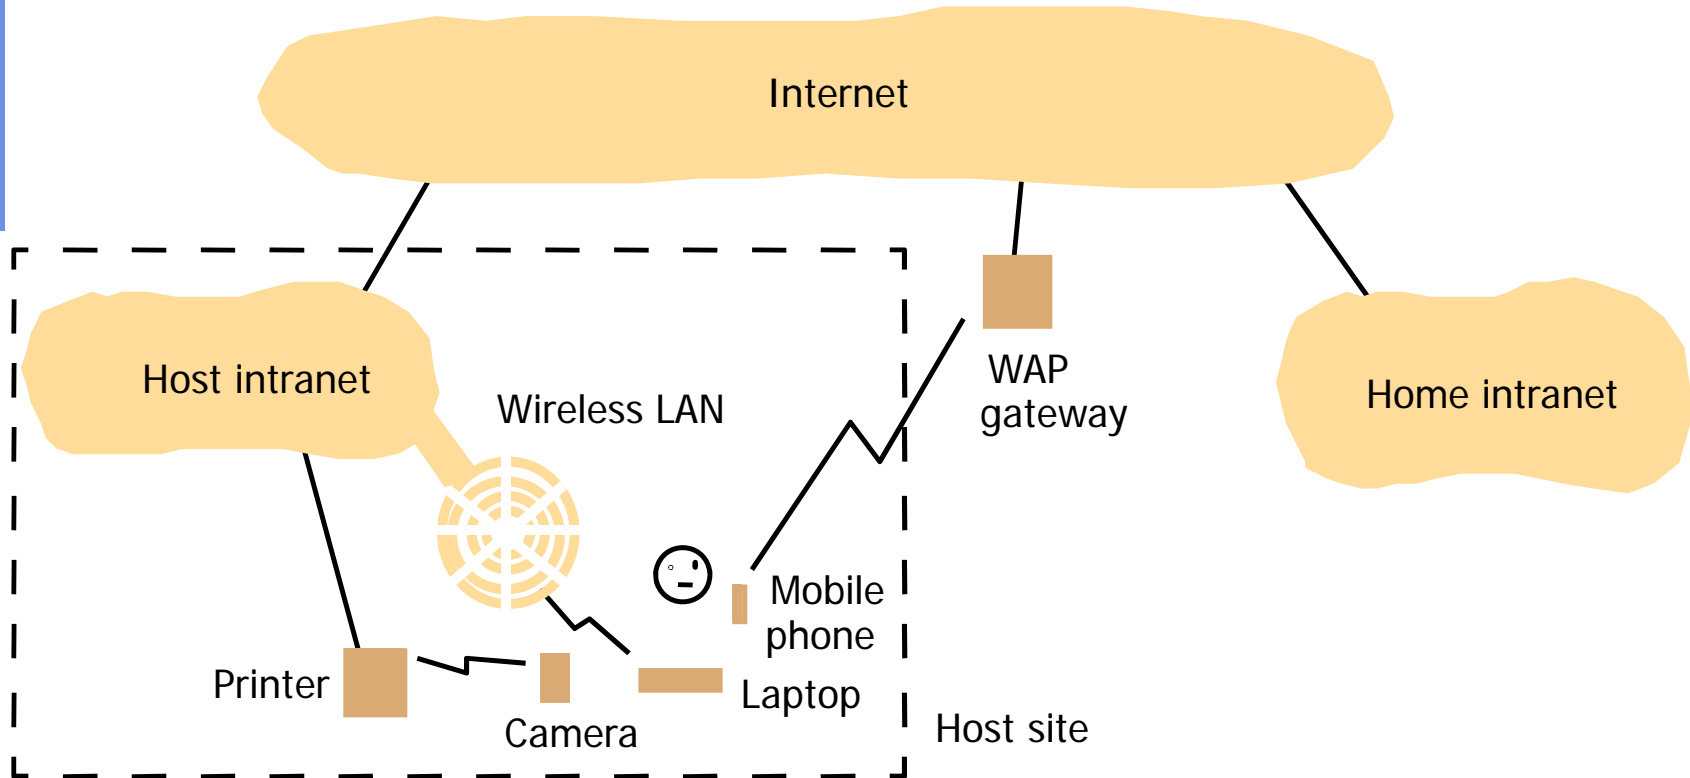 Internet
Host intranet
Wireless LAN
WAP
gateway
Home intranet
Mobile
phone
Printer
Laptop
Camera
Host site